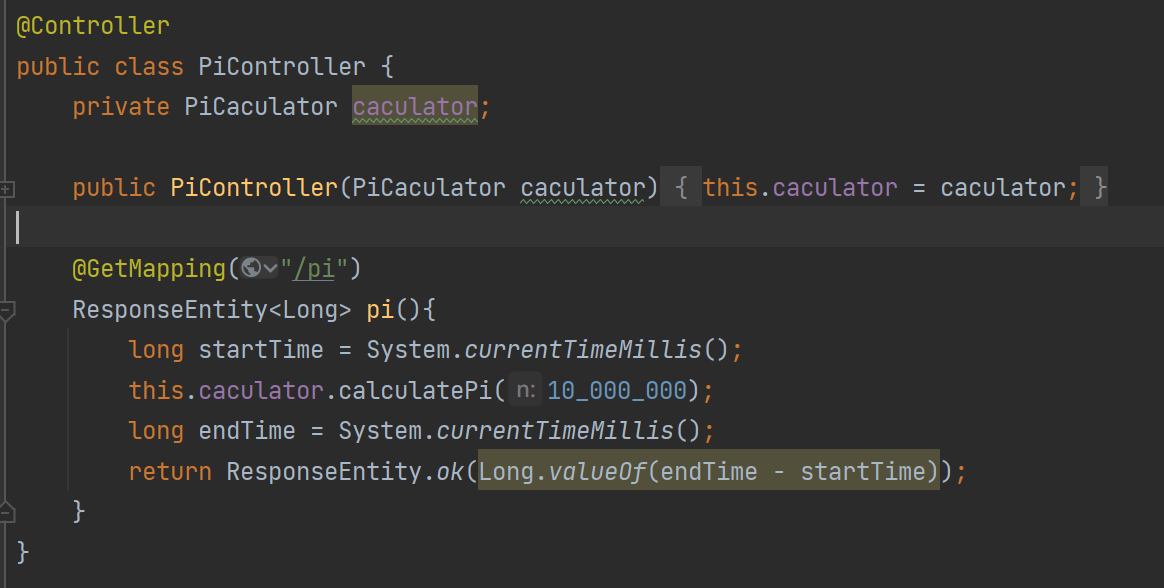 @Controller
public class PiController {
    private PiCaculator caculator;
    public PiController(PiCaculator caculator) { this.caculator = caculator; }
    @GetMapping("/pi")
    ResponseEntity<Long> pi(){
        long startTime = System.currentTimeMillis();
        this.caculator.calculatePi( n: 10_000_000);
        long endTime = System.currentTimeMillis();
        return ResponseEntity.ok(Long.valueOf(endTime - startTime));
    }
}